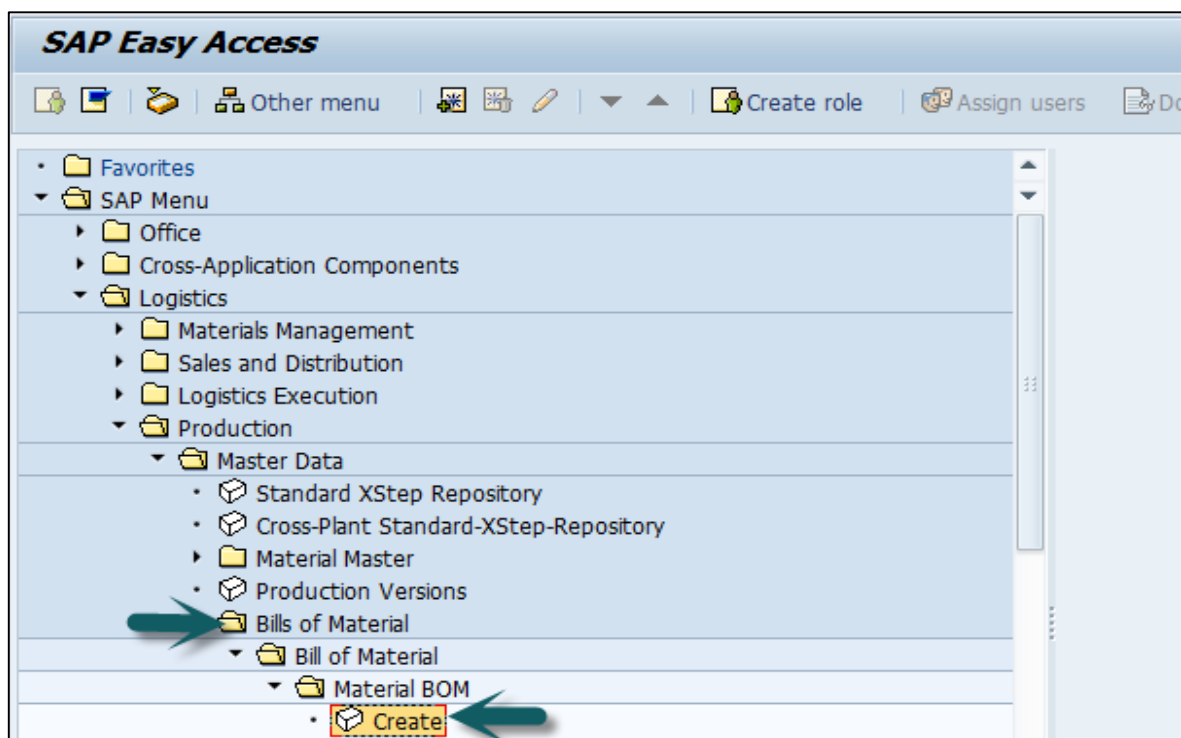 SAP Easy Access
Other menu Create role Assign users Do
Favorites
SAP Menu
Office
Cross-Application Components
Logistics
Materials Management
Sales and Distribution
Logistics Execution
Production
Master Data
Standard XStep Repository
Cross-Plant Standard-XStep-Repository
Material Master
Production Versions
Bills of Material
Bill of Material
Material BOM
Create